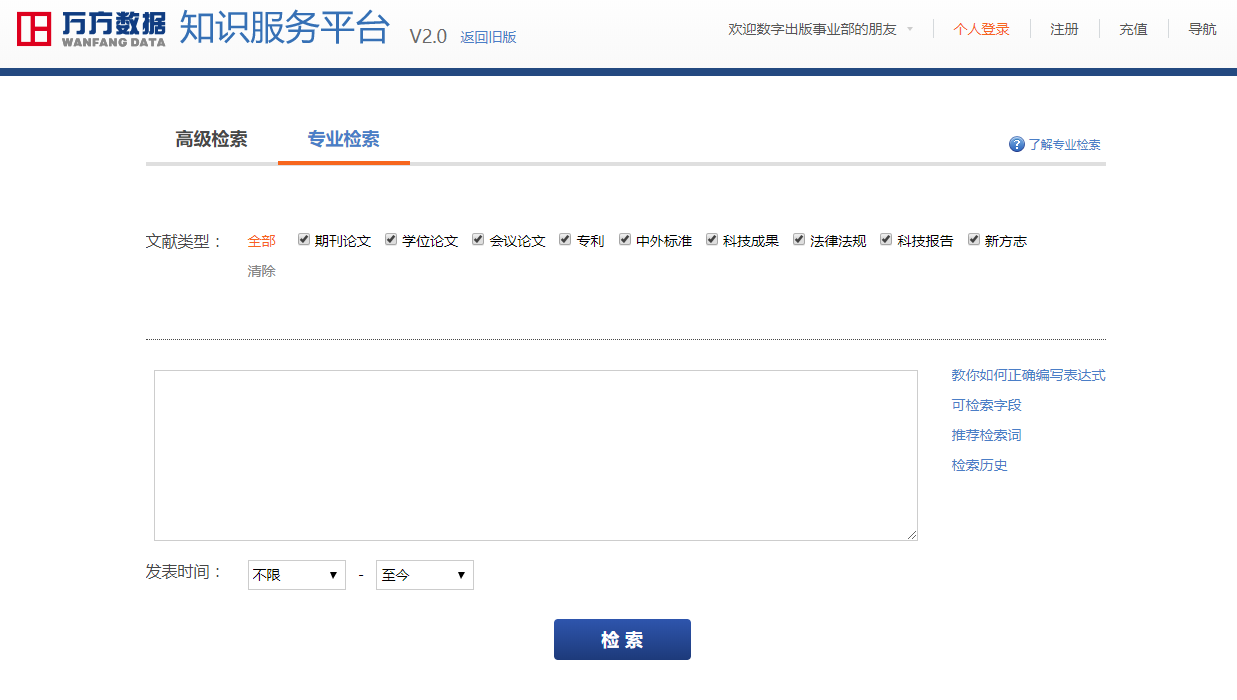 万方数据 WANFANG DATA 知识服务平台 V2.0 返回旧版 欢迎数字出版事业部的朋友 个人登录 注册 充值 导航
高级检索 专业检索 ? 了解专业检索
文献类型： 全部 期刊论文 学位论文 会议论文 专利 中外标准 科技成果 法律法规 科技报告 新方志
清除
教你如何正确编写表达式
可检索字段
推荐检索词
检索历史
发表时间： 不限 - 至今
检 索